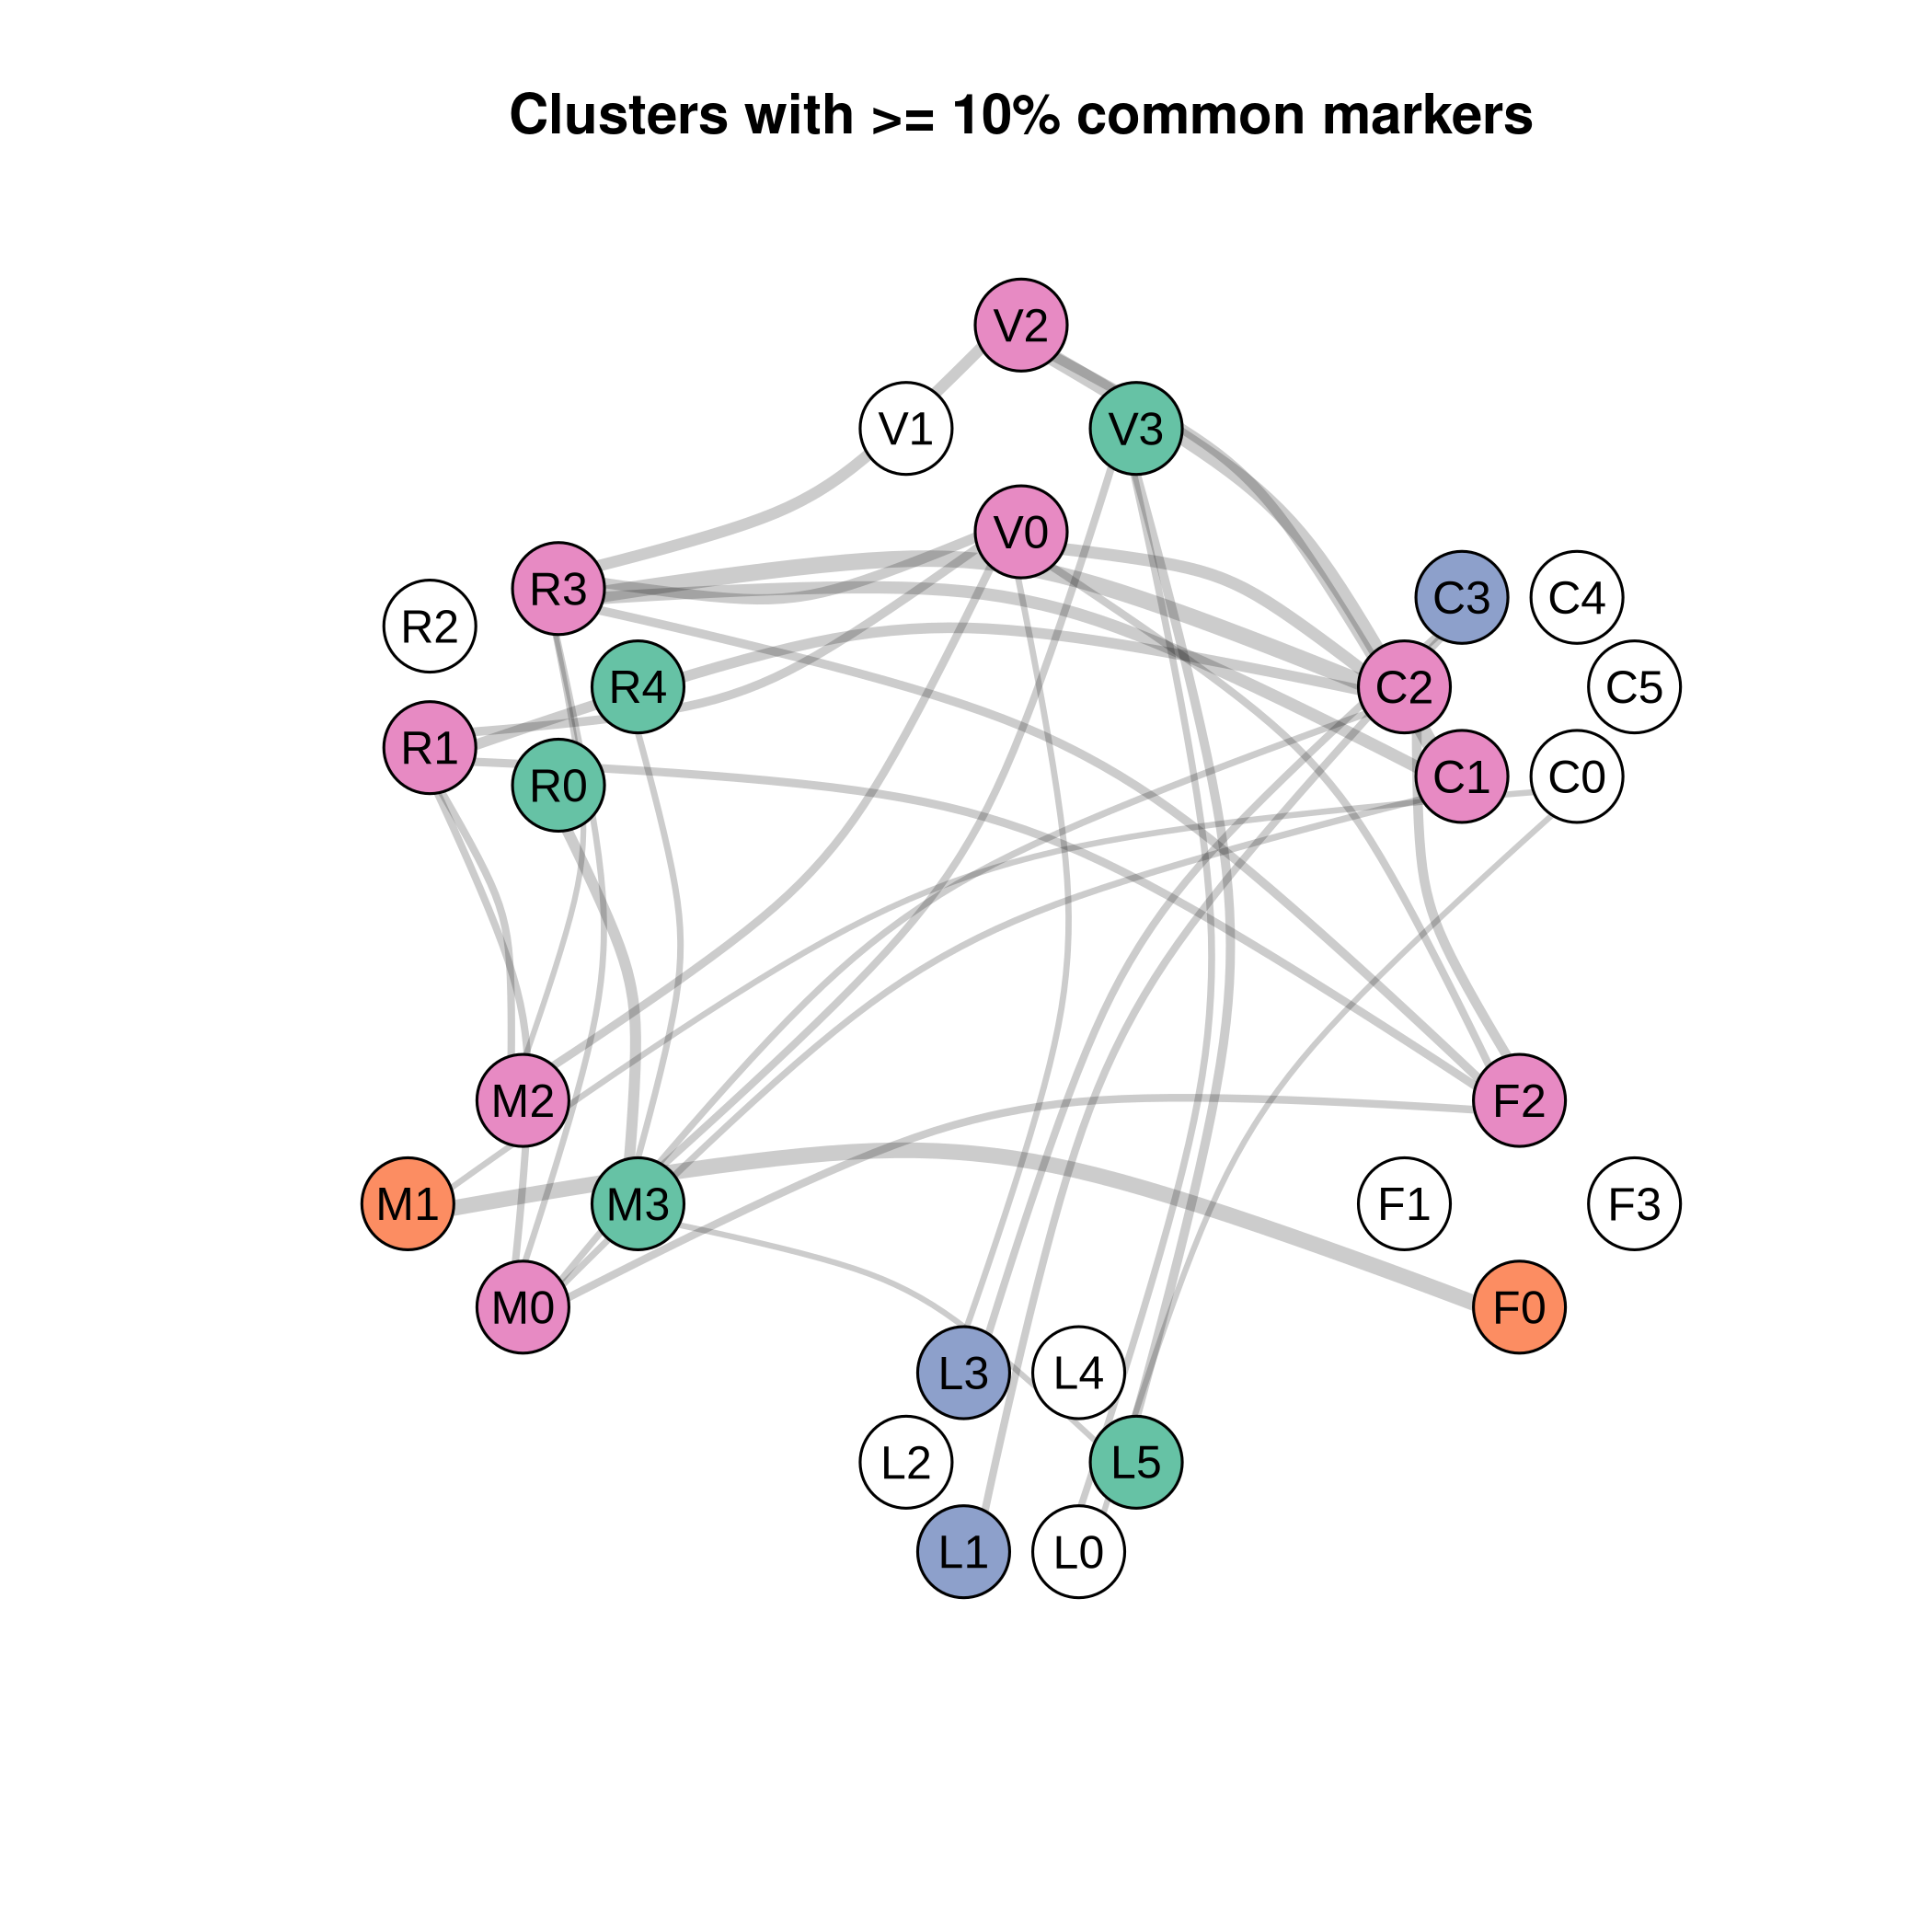 Clusters with >= 10% common markers
V2
V1
V3
V0
R3
R2
R4
R1
R0
C3
C4
C2
C5
C1
C0
M2
M1
M3
M0
F2
F1
F3
F0
L3
L4
L2
L5
L1
L0